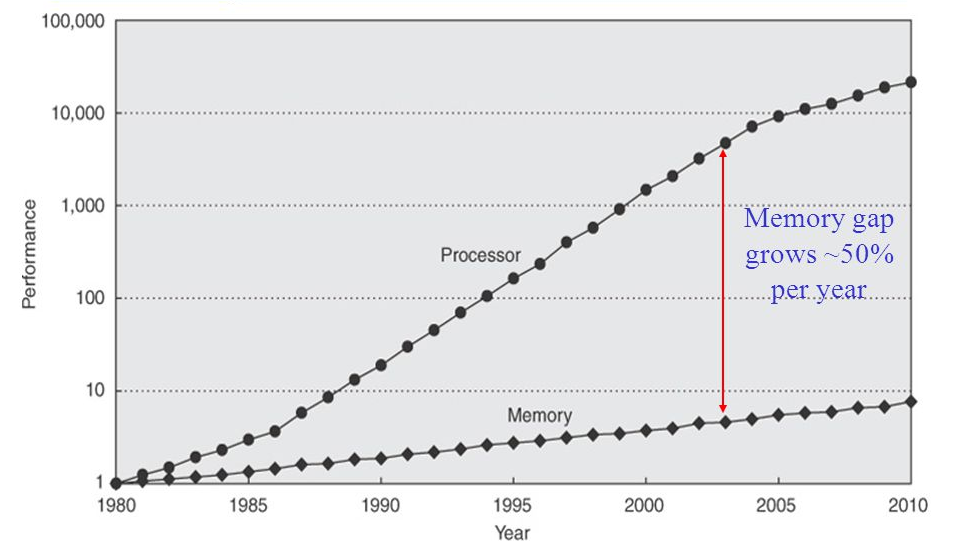 100,000
10,000
1,000
100
10
1
Performance
Processor
Memory
Memory gap
grows ~50%
per year
1980
1985
1990
1995
2000
2005
2010
Year